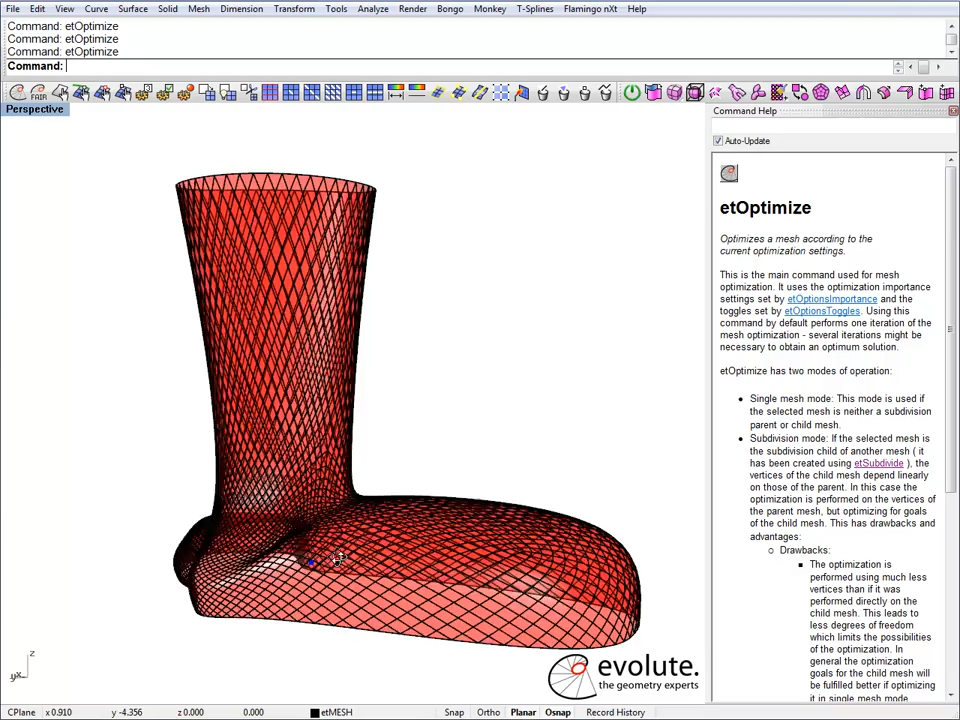 File Edit View Curve Surface Solid Mesh Dimension Transform Tools Analyze Render Bongo Monkey T-Splines Flamingo nXt Help
Command: etOptimize
Command: etOptimize
Command: etOptimize
Command:
FAIR
Perspective
Command Help
Auto-Update
etOptimize
Optimizes a mesh according to the
current optimization settings.
This is the main command used for mesh
optimization. It uses the optimization importance
settings set by etOptionsImportance and the
toggles set by etOptionsToggles. Using this
command by default performs one iteration of the
mesh optimization - several iterations might be
necessary to obtain an optimum solution.
etOptimize has two modes of operation:
Single mesh mode: This mode is used if
the selected mesh is neither a subdivision
parent or child mesh.
Subdivision mode: If the selected mesh is
the subdivision child of another mesh ( it
has been created using etSubdivide ), the
vertices of the child mesh depend linearly
on those of the parent. In this case the
optimization is performed on the vertices of
the parent mesh, but optimizing for goals
of the child mesh. This has drawbacks and
advantages:
Drawbacks:
The optimization is
performed using much less
vertices than if it was
performed directly on the
child mesh. This leads to
less degrees of freedom
which limits the possibilities
of the optimization. In
general the optimization
goals for the child mesh will
be fulfilled better if optimizing
it in single mesh mode
z
y x
evolute.
the geometry experts
CPlane x 0.910 y -4.356 z 0.000 0.000 etMESH Snap Ortho Planar Osnap Record History